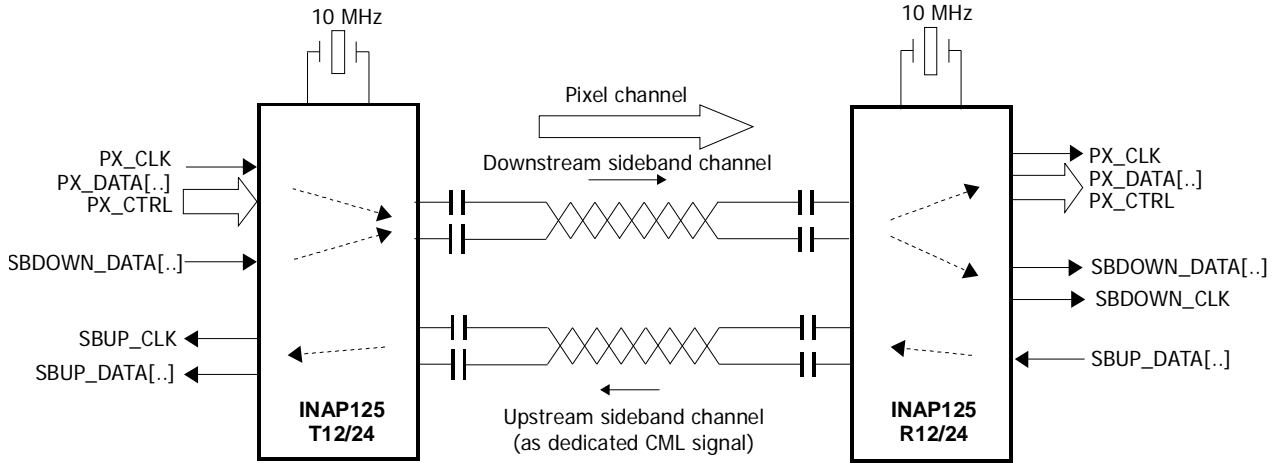 10 MHz
10 MHz
Pixel channel
Downstream sideband channel
PX_CLK
PX_DATA[..]
PX_CTRL
SBDOWN_DATA[..]
SBUP_CLK
SBUP_DATA[..]
INAP125
T12/24
Upstream sideband channel
(as dedicated CML signal)
INAP125
R12/24
PX_CLK
PX_DATA[..]
PX_CTRL
SBDOWN_DATA[..]
SBDOWN_CLK
SBUP_DATA[..]